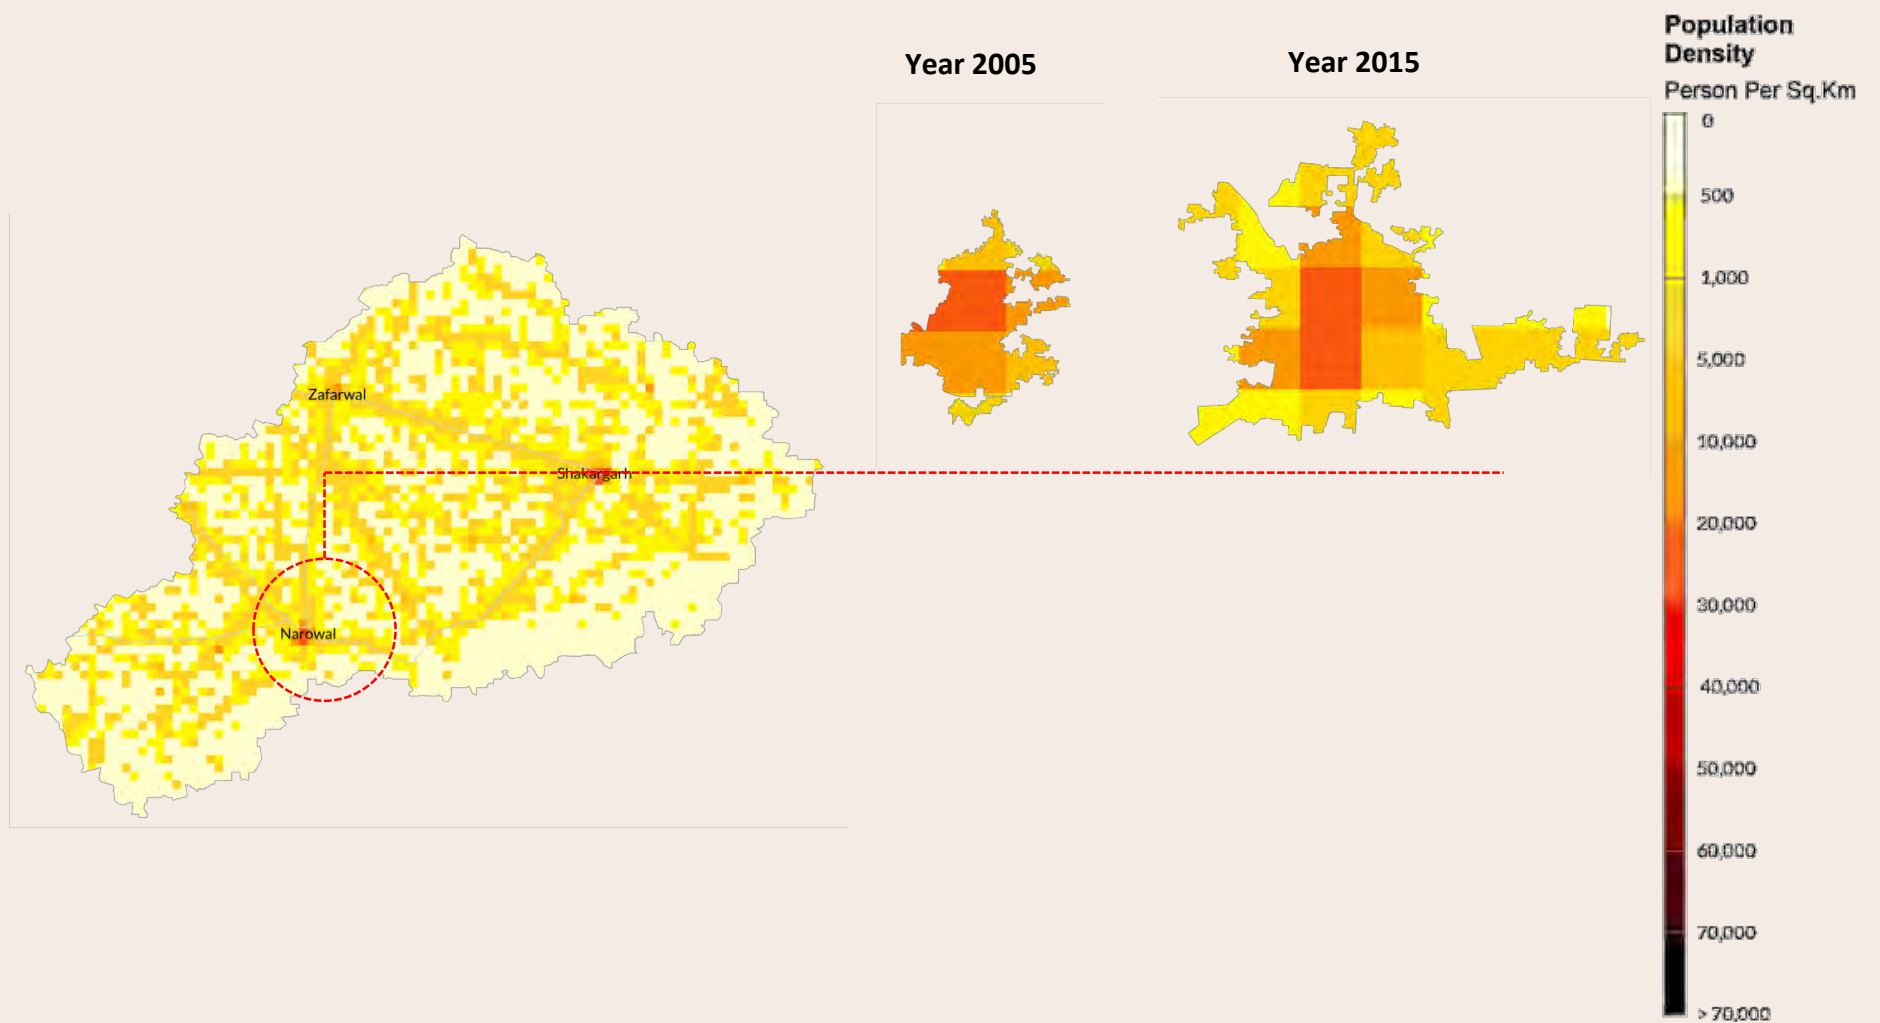 Year 2005
Year 2015
Population
Density
Person Per Sq.Km
0
500
1,000
5,000
10,000
20,000
30,000
40,000
50,000
60,000
70,000
> 70,000
Zafarwal
Shakargarh
Narowal